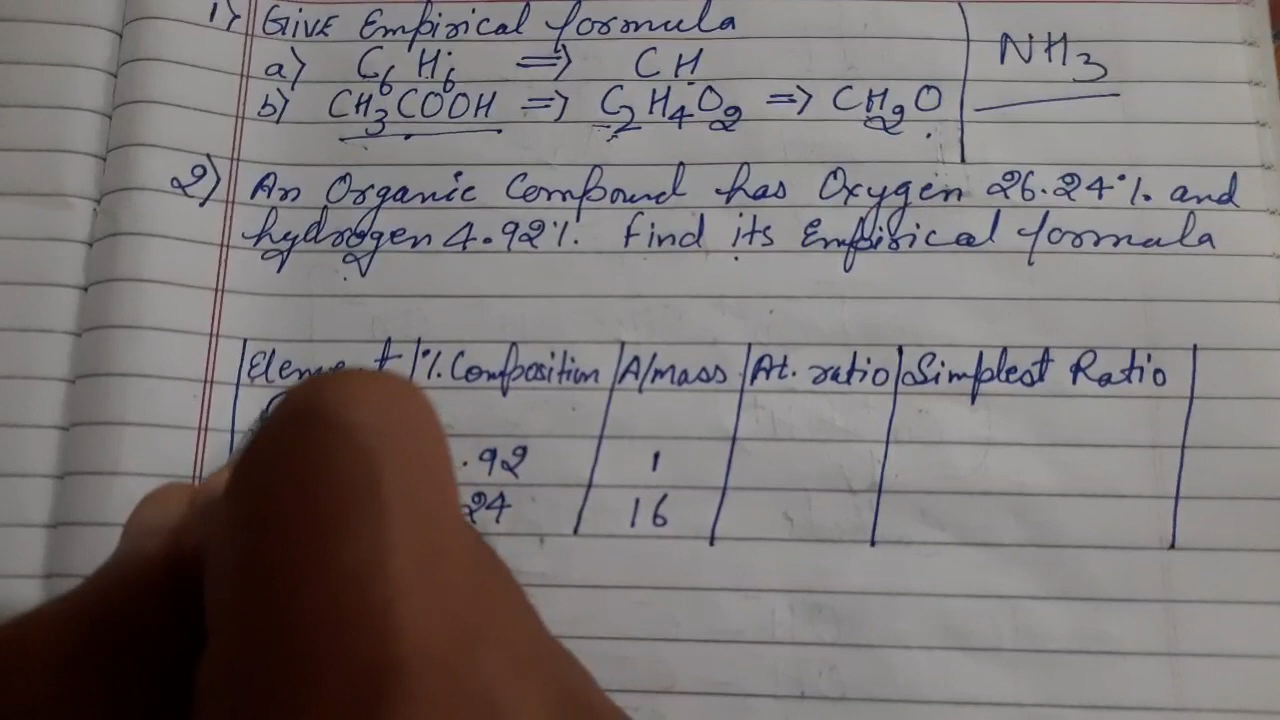 1) GIVE Empirical formula
a) C6H6 => CH
b) CH3COOH => C2H4O2 => CH2O
NH3
2) An Organic Compound has Oxygen 26.24% and
hydrogen 4.92%. find its Empirical formula
Element %Composition A/mass At. ratio Simplest Ratio
.92 1
24 16